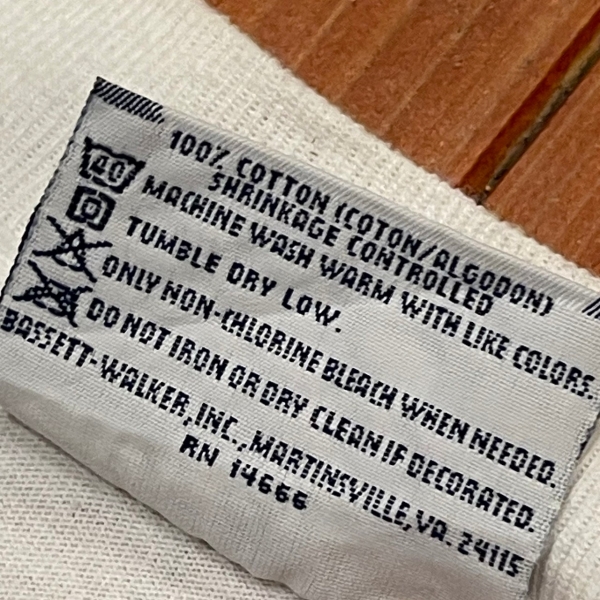 100% COTTON (COTON/ALGODON)
SHRINKAGE CONTROLLED
40 MACHINE WASH WARM WITH LIKE COLORS.
TUMBLE DRY LOW.
ONLY NON-CHLORINE BLEACH WHEN NEEDED.
DO NOT IRON OR DRY CLEAN IF DECORATED.
BASSETT-WALKER, INC., MARTINSVILLE, VA. 24115
RN 14666